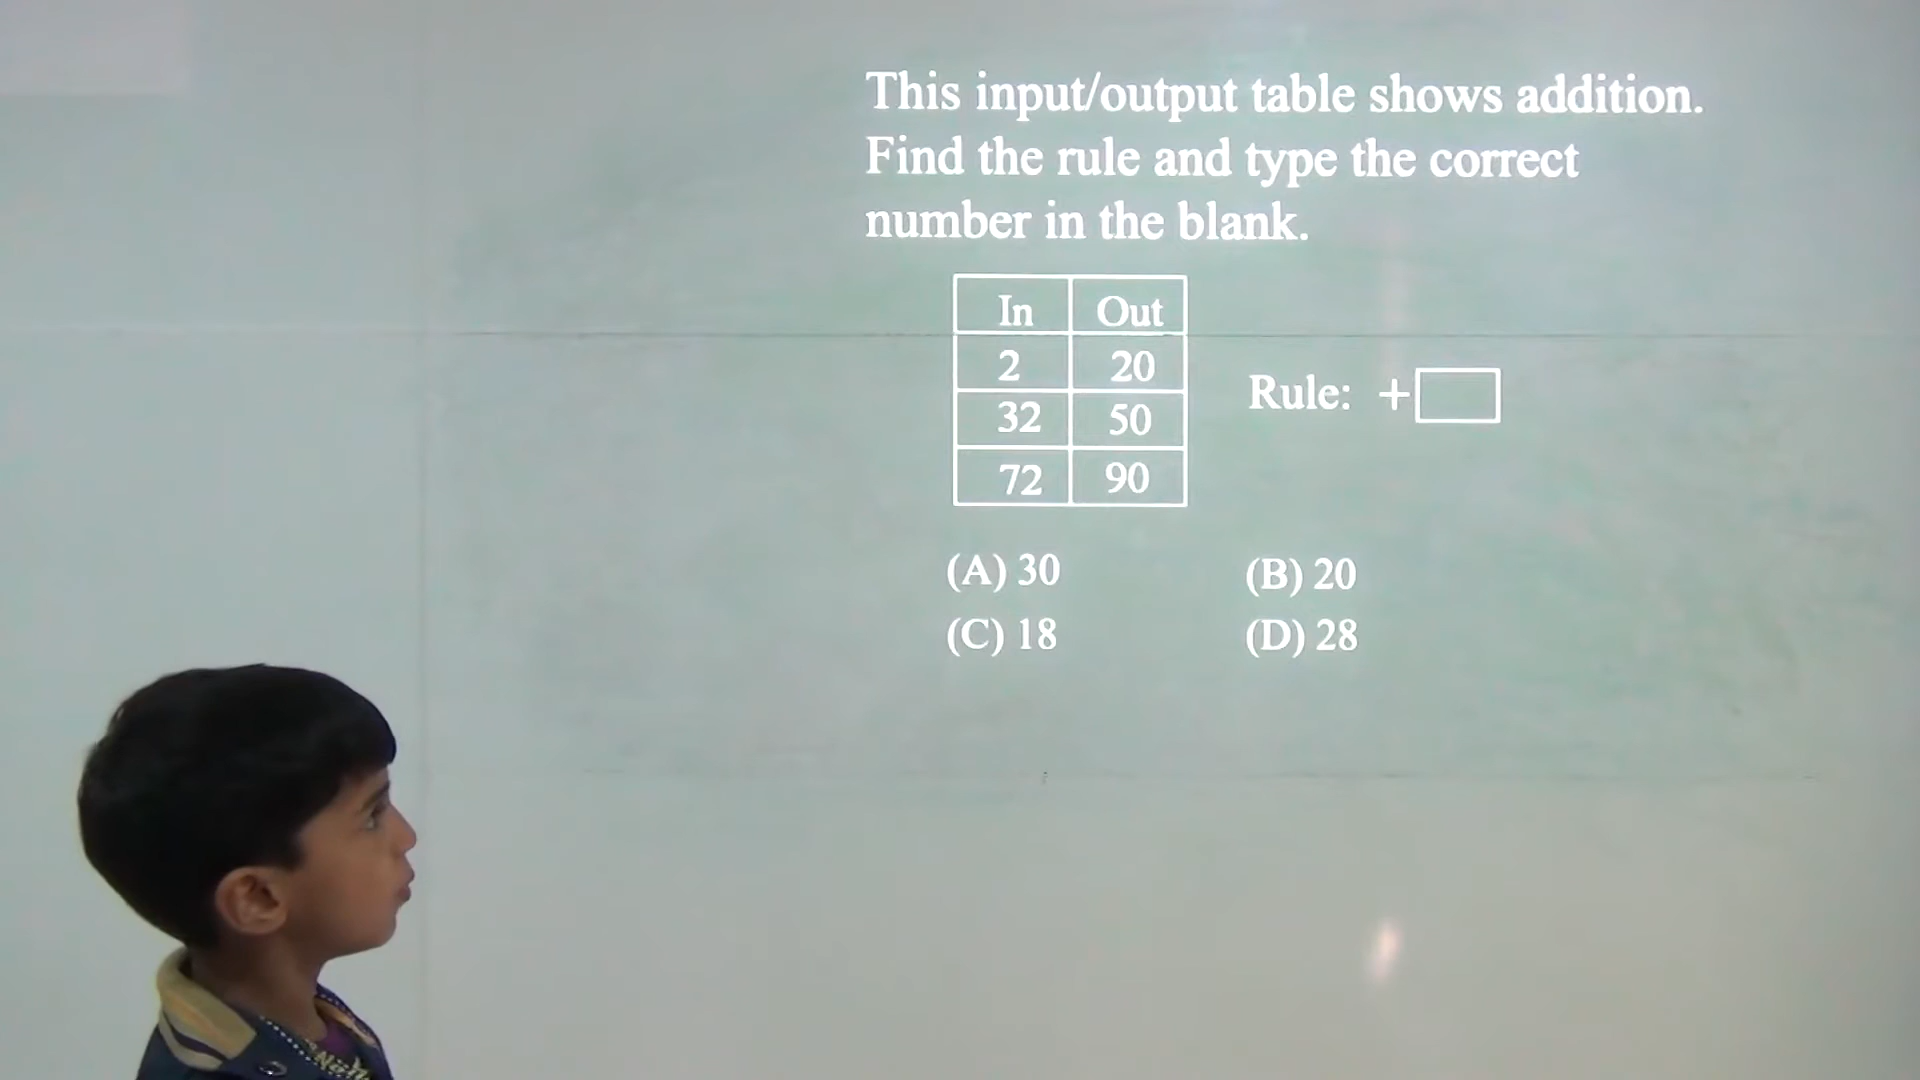 This input/output table shows addition.
Find the rule and type the correct
number in the blank.
In Out
2 20
32 50
72 90
Rule: +
(A) 30 (B) 20
(C) 18 (D) 28